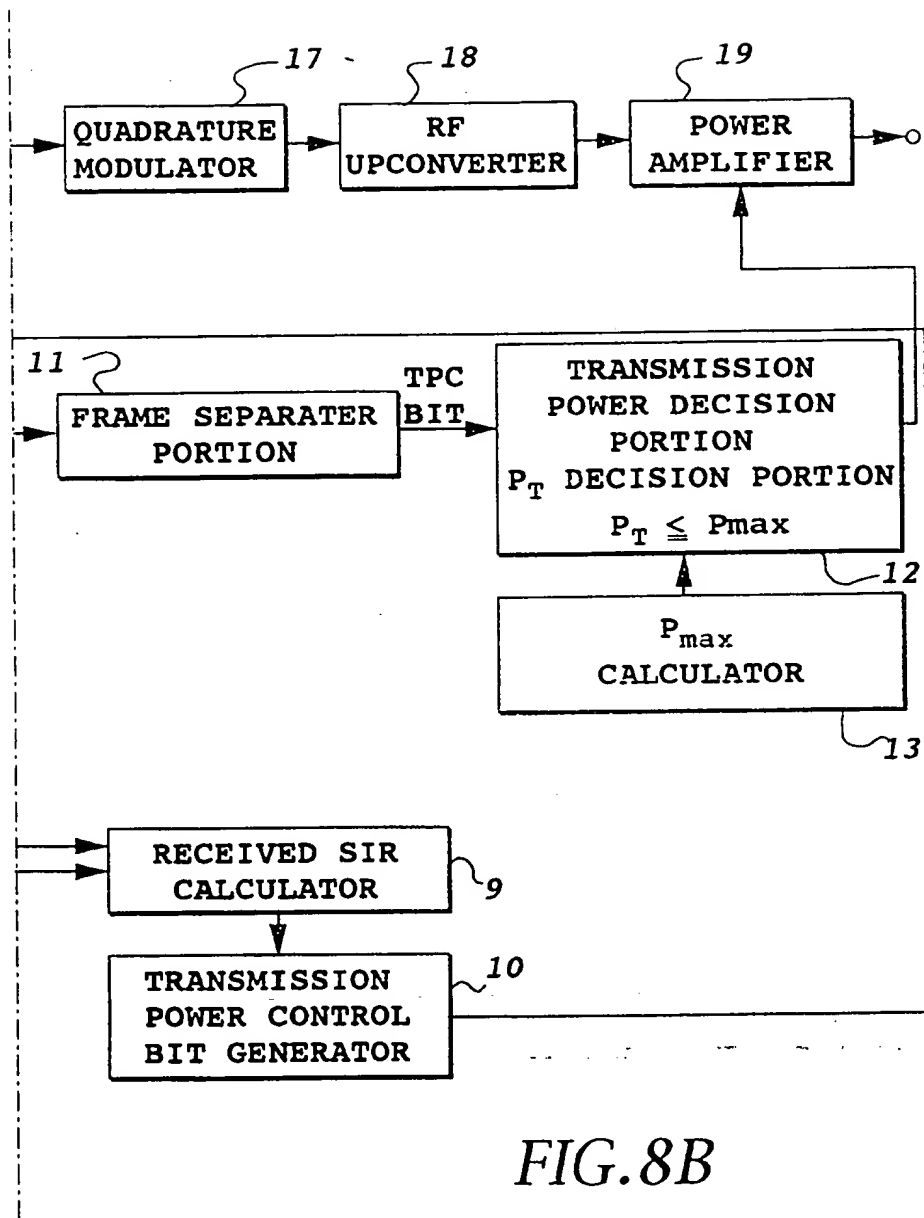 17
18
19
QUADRATURE
MODULATOR
RF
UPCONVERTER
POWER
AMPLIFIER
11
FRAME SEPARATER
PORTION
TPC
BIT
TRANSMISSION
POWER DECISION
PORTION
P_T DECISION PORTION
P_T ≦ Pmax
12
P_max
CALCULATOR
13
RECEIVED SIR
CALCULATOR
9
10
TRANSMISSION
POWER CONTROL
BIT GENERATOR
FIG.8B